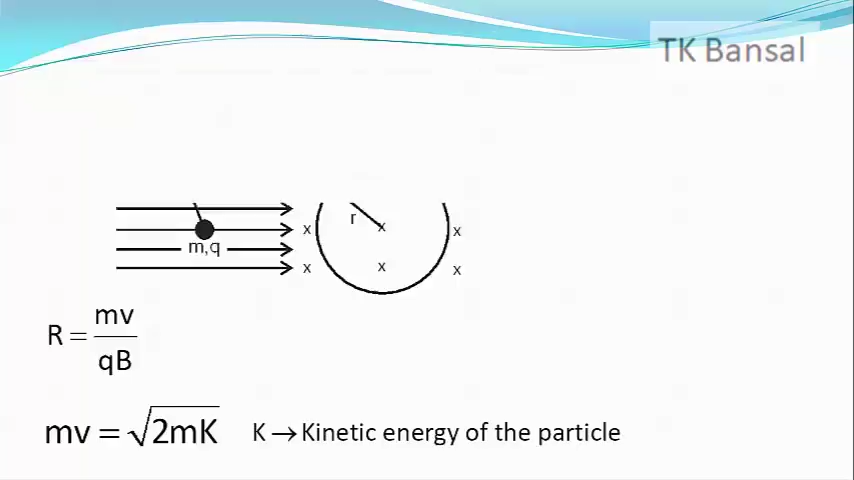 TK Bansal
r
x
x
x
m,q
x
x
x
R = mv
qB
mv = √2mK K → Kinetic energy of the particle